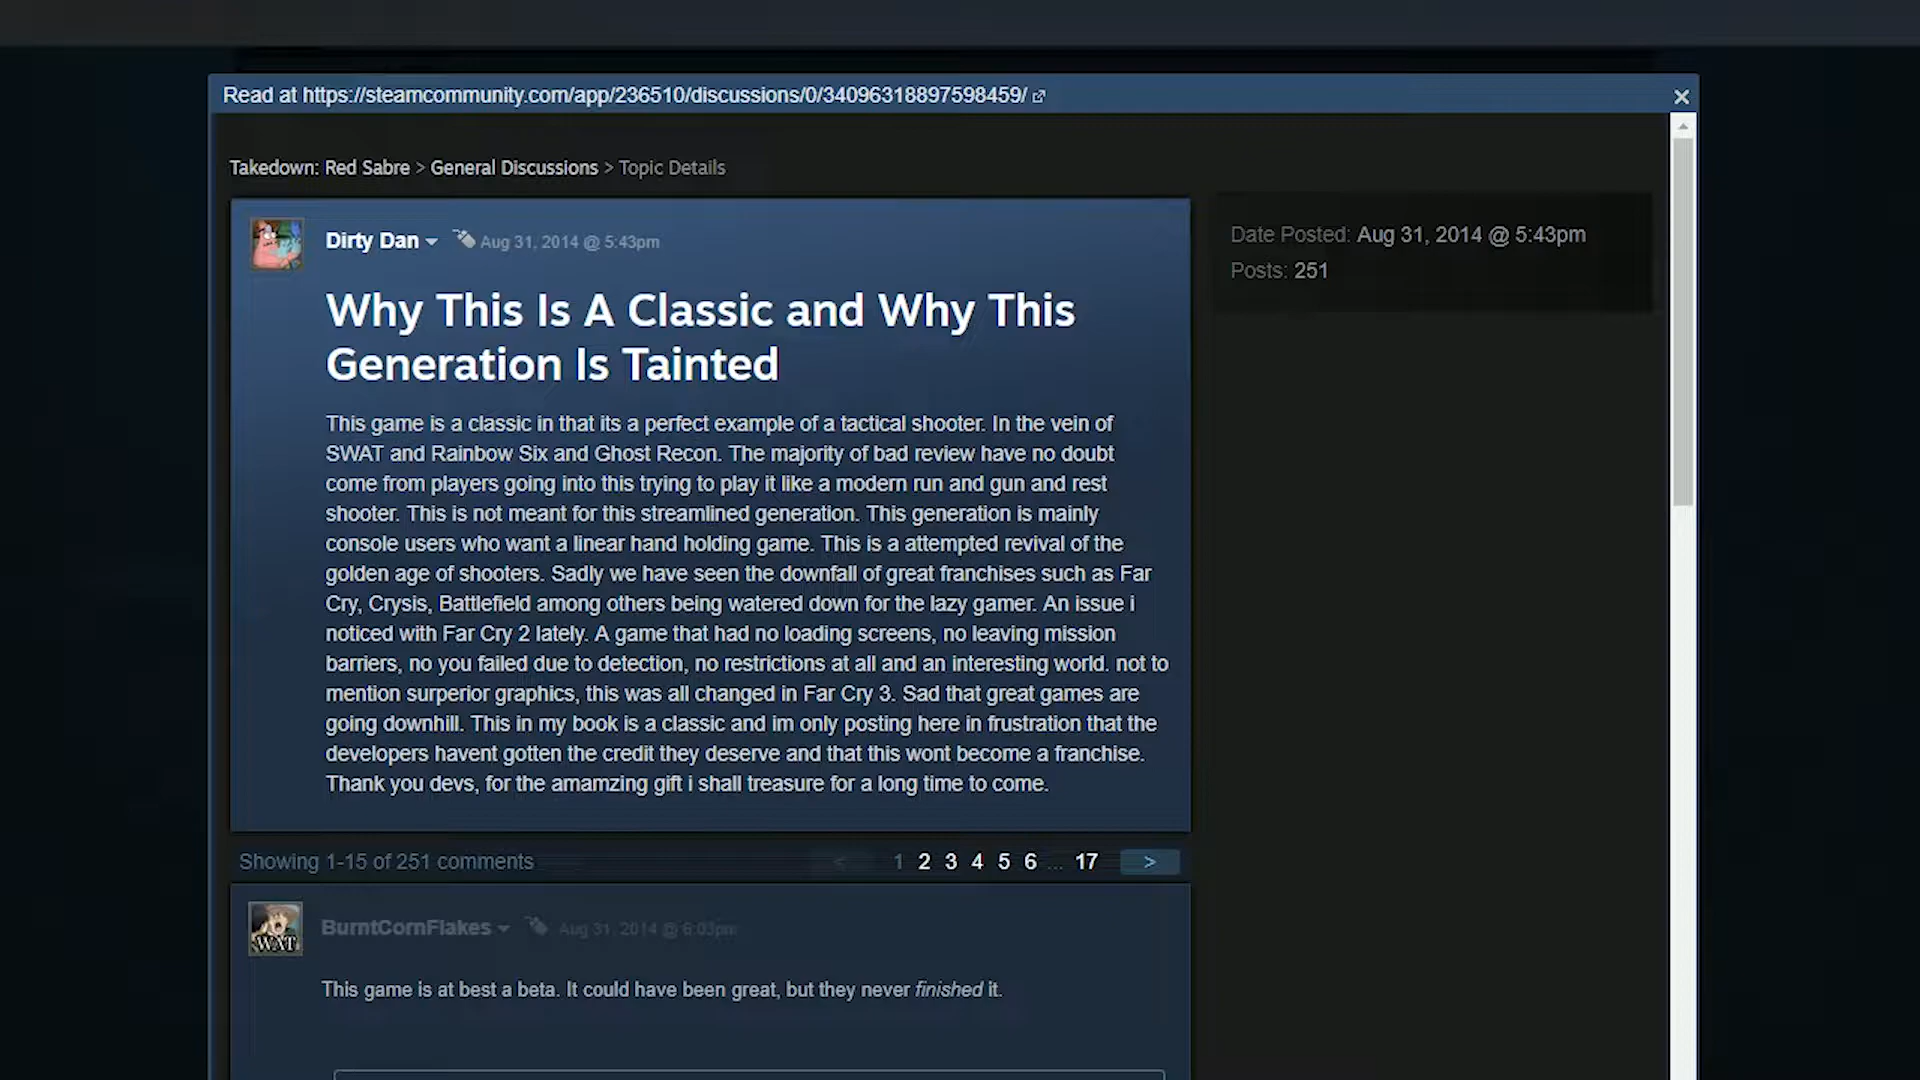 Read at https://steamcommunity.com/app/236510/discussions/0/34096318897598459/
Takedown: Red Sabre > General Discussions > Topic Details
Dirty Dan Aug 31, 2014 @ 5:43pm
Why This Is A Classic and Why This
Generation Is Tainted
This game is a classic in that its a perfect example of a tactical shooter. In the vein of
SWAT and Rainbow Six and Ghost Recon. The majority of bad review have no doubt
come from players going into this trying to play it like a modern run and gun and rest
shooter. This is not meant for this streamlined generation. This generation is mainly
console users who want a linear hand holding game. This is a attempted revival of the
golden age of shooters. Sadly we have seen the downfall of great franchises such as Far
Cry, Crysis, Battlefield among others being watered down for the lazy gamer. An issue i
noticed with Far Cry 2 lately. A game that had no loading screens, no leaving mission
barriers, no you failed due to detection, no restrictions at all and an interesting world. not to
mention surperior graphics, this was all changed in Far Cry 3. Sad that great games are
going downhill. This in my book is a classic and im only posting here in frustration that the
developers havent gotten the credit they deserve and that this wont become a franchise.
Thank you devs, for the amamzing gift i shall treasure for a long time to come.
Date Posted: Aug 31, 2014 @ 5:43pm
Posts: 251
Showing 1-15 of 251 comments
< 1 2 3 4 5 6 ... 17 >
WAT
BurntCornFlakes Aug 31, 2014 @ 6:03pm
This game is at best a beta. It could have been great, but they never finished it.